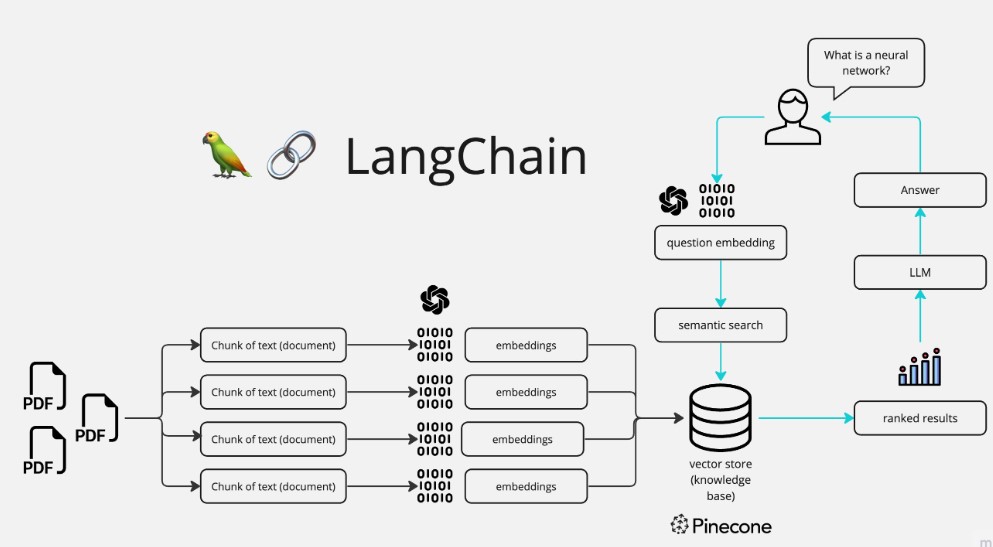 What is a neural
network?
LangChain
Answer
01010
10101
01010
question embedding
LLM
semantic search
Chunk of text (document)
01010
10101
01010
embeddings
Chunk of text (document)
01010
10101
01010
embeddings
Chunk of text (document)
01010
10101
01010
embeddings
Chunk of text (document)
01010
10101
01010
embeddings
PDF
PDF
PDF
ranked results
vector store
(knowledge
base)
Pinecone
m